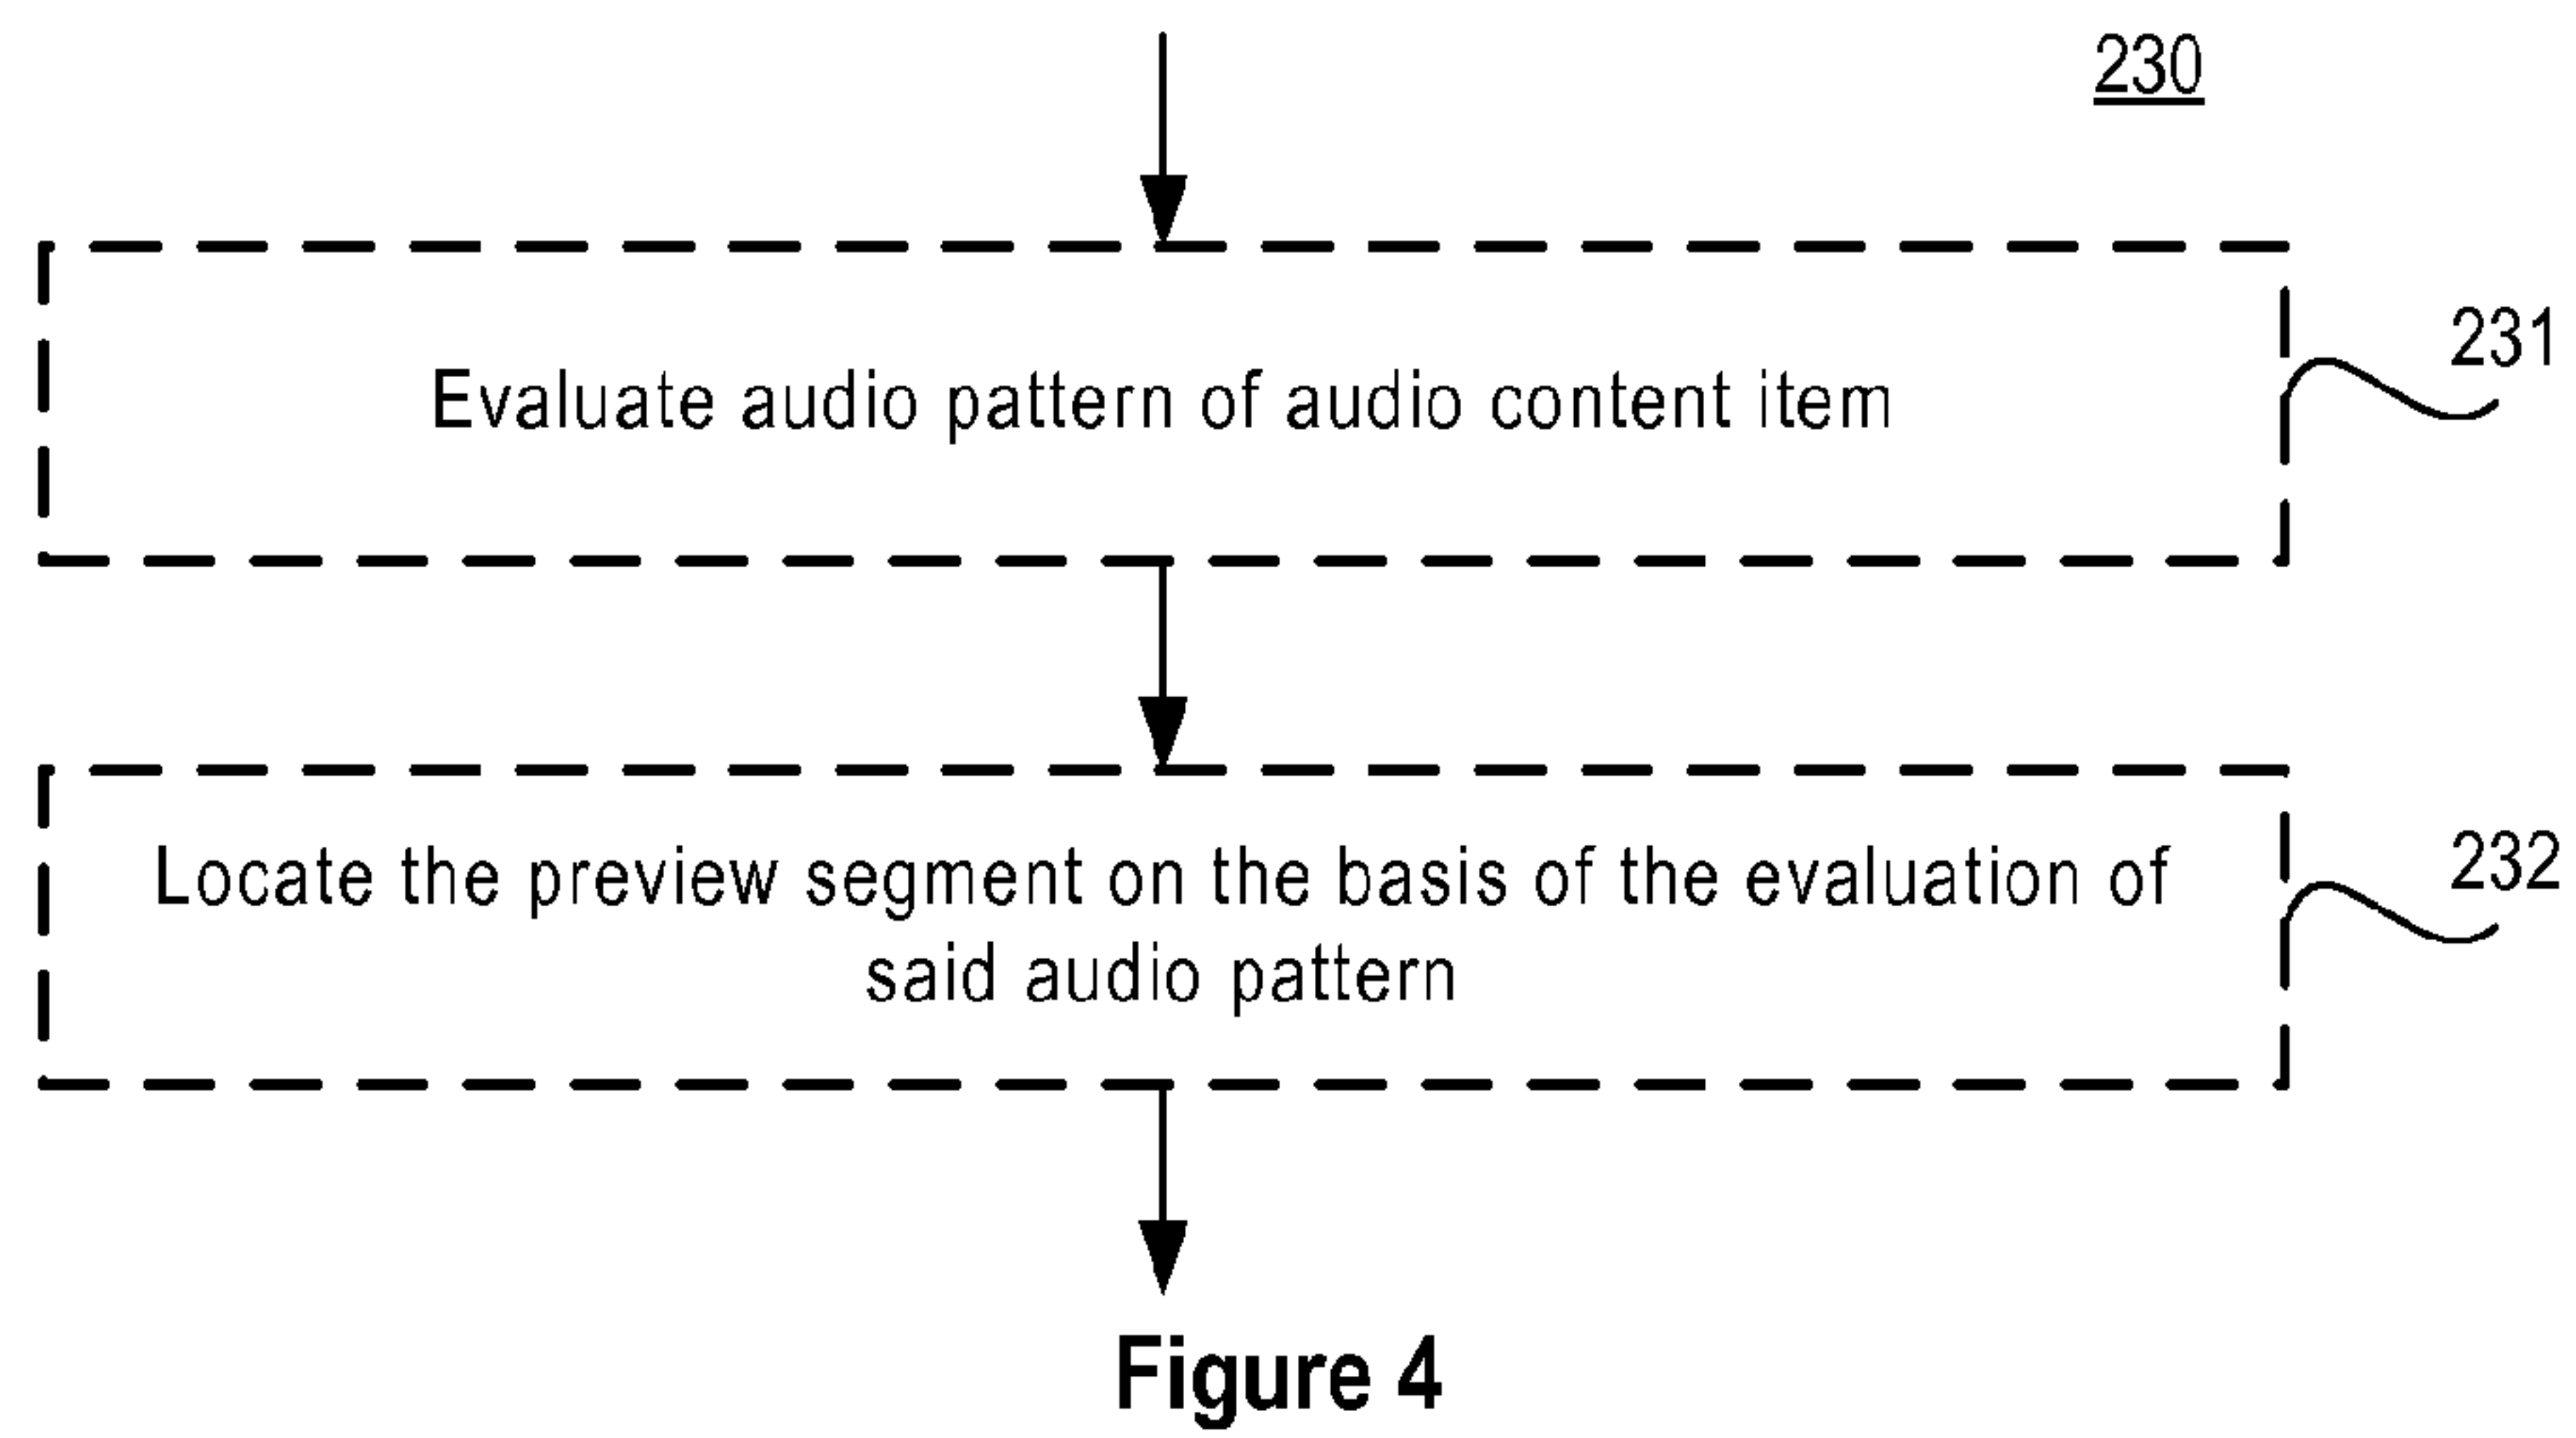 230
231
Evaluate audio pattern of audio content item
232
Locate the preview segment on the basis of the evaluation of
said audio pattern
Figure 4